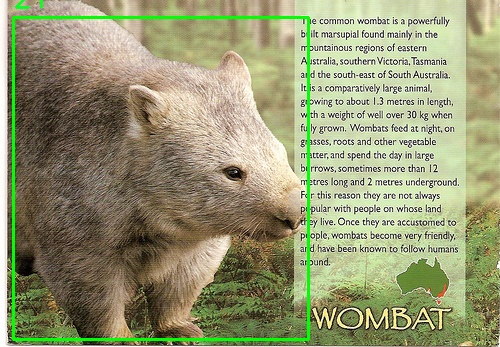 The common wombat is a powerfully
built marsupial found mainly in the
mountainous regions of eastern
Australia, southern Victoria, Tasmania
and the south-east of South Australia.
It is a comparatively large animal,
growing to about 1.3 metres in length,
with a weight of well over 30 kg when
fully grown. Wombats feed at night, on
grasses, roots and other vegetable
matter, and spend the day in large
burrows, sometimes more than 12
metres long and 2 metres underground.
For this reason they are not always
popular with people on whose land
they live. Once they are accustomed to
people, wombats become very friendly,
and have been known to follow humans
around.
WOMBAT